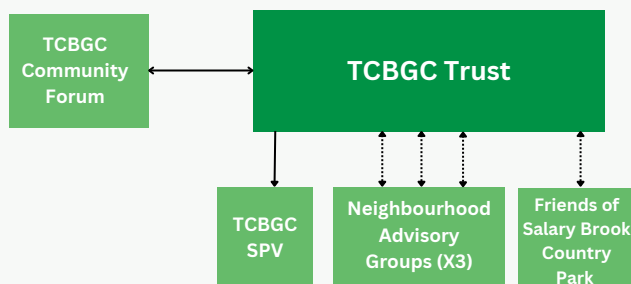 TCBGC
Community
Forum
TCBGC Trust
TCBGC
SPV
Neighbourhood
Advisory
Groups (X3)
Friends of
Salary Brook
Country
Park